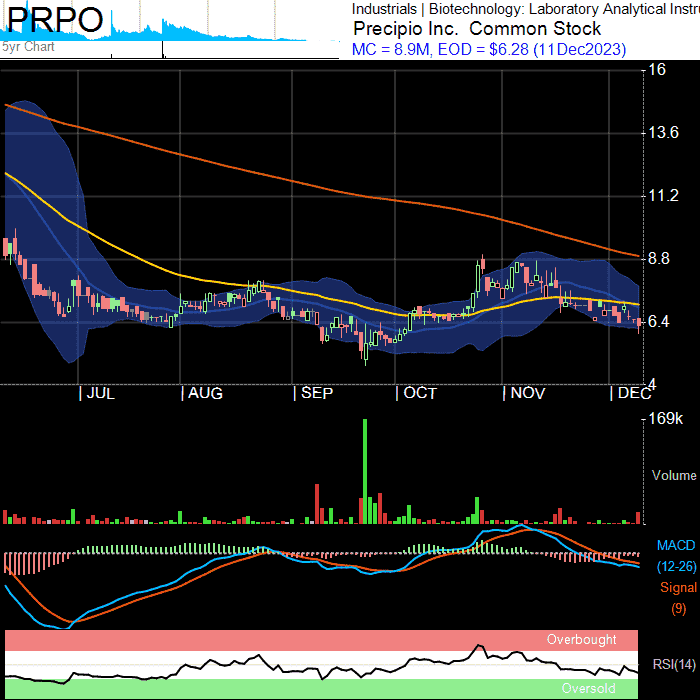 PRPO
5yr Chart
Industrials | Biotechnology: Laboratory Analytical Instru
Precipio Inc. Common Stock
MC = 8.9M, EOD = $6.28 (11Dec2023)
16
13.6
11.2
8.8
6.4
4
| JUL | AUG | SEP | OCT | NOV | DEC
169k
Volume
MACD
(12-26)
Signal
(9)
Overbought
RSI(14)
Oversold